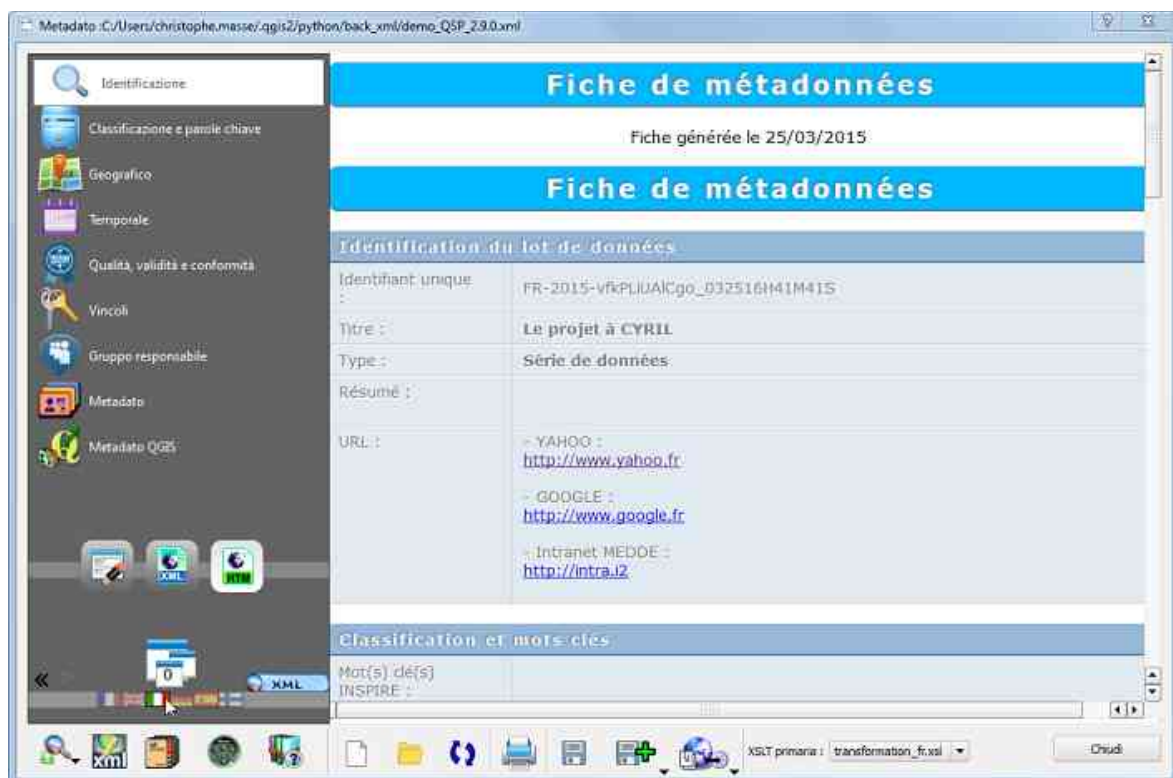 Metadato :C:/Users/christophe.masse/.qgis2/python/back_xml/demo_QSP_2.9.0.xml
Identificazione
Classificazione e parole chiave
Geografico
Temporale
Qualità, validità e conformità
Vincoli
Gruppo responsabile
Metadato
Metadato QGIS
XML
HTM
0
XML
Fiche de métadonnées
Fiche générée le 25/03/2015
Fiche de métadonnées
Identification du lot de données
Identifiant unique :
Titre : Le projet à CYRIL
Type : Série de données
Résumé :
URL : - YAHOO :
http://www.yahoo.fr
- GOOGLE :
http://www.google.fr
- Intranet MEDDE :
http://intra.i2
Classification et mots clés
Mot(s) clé(s)
INSPIRE :
xml
XSLT primaria : transformation_fr.xsl
Chiudi